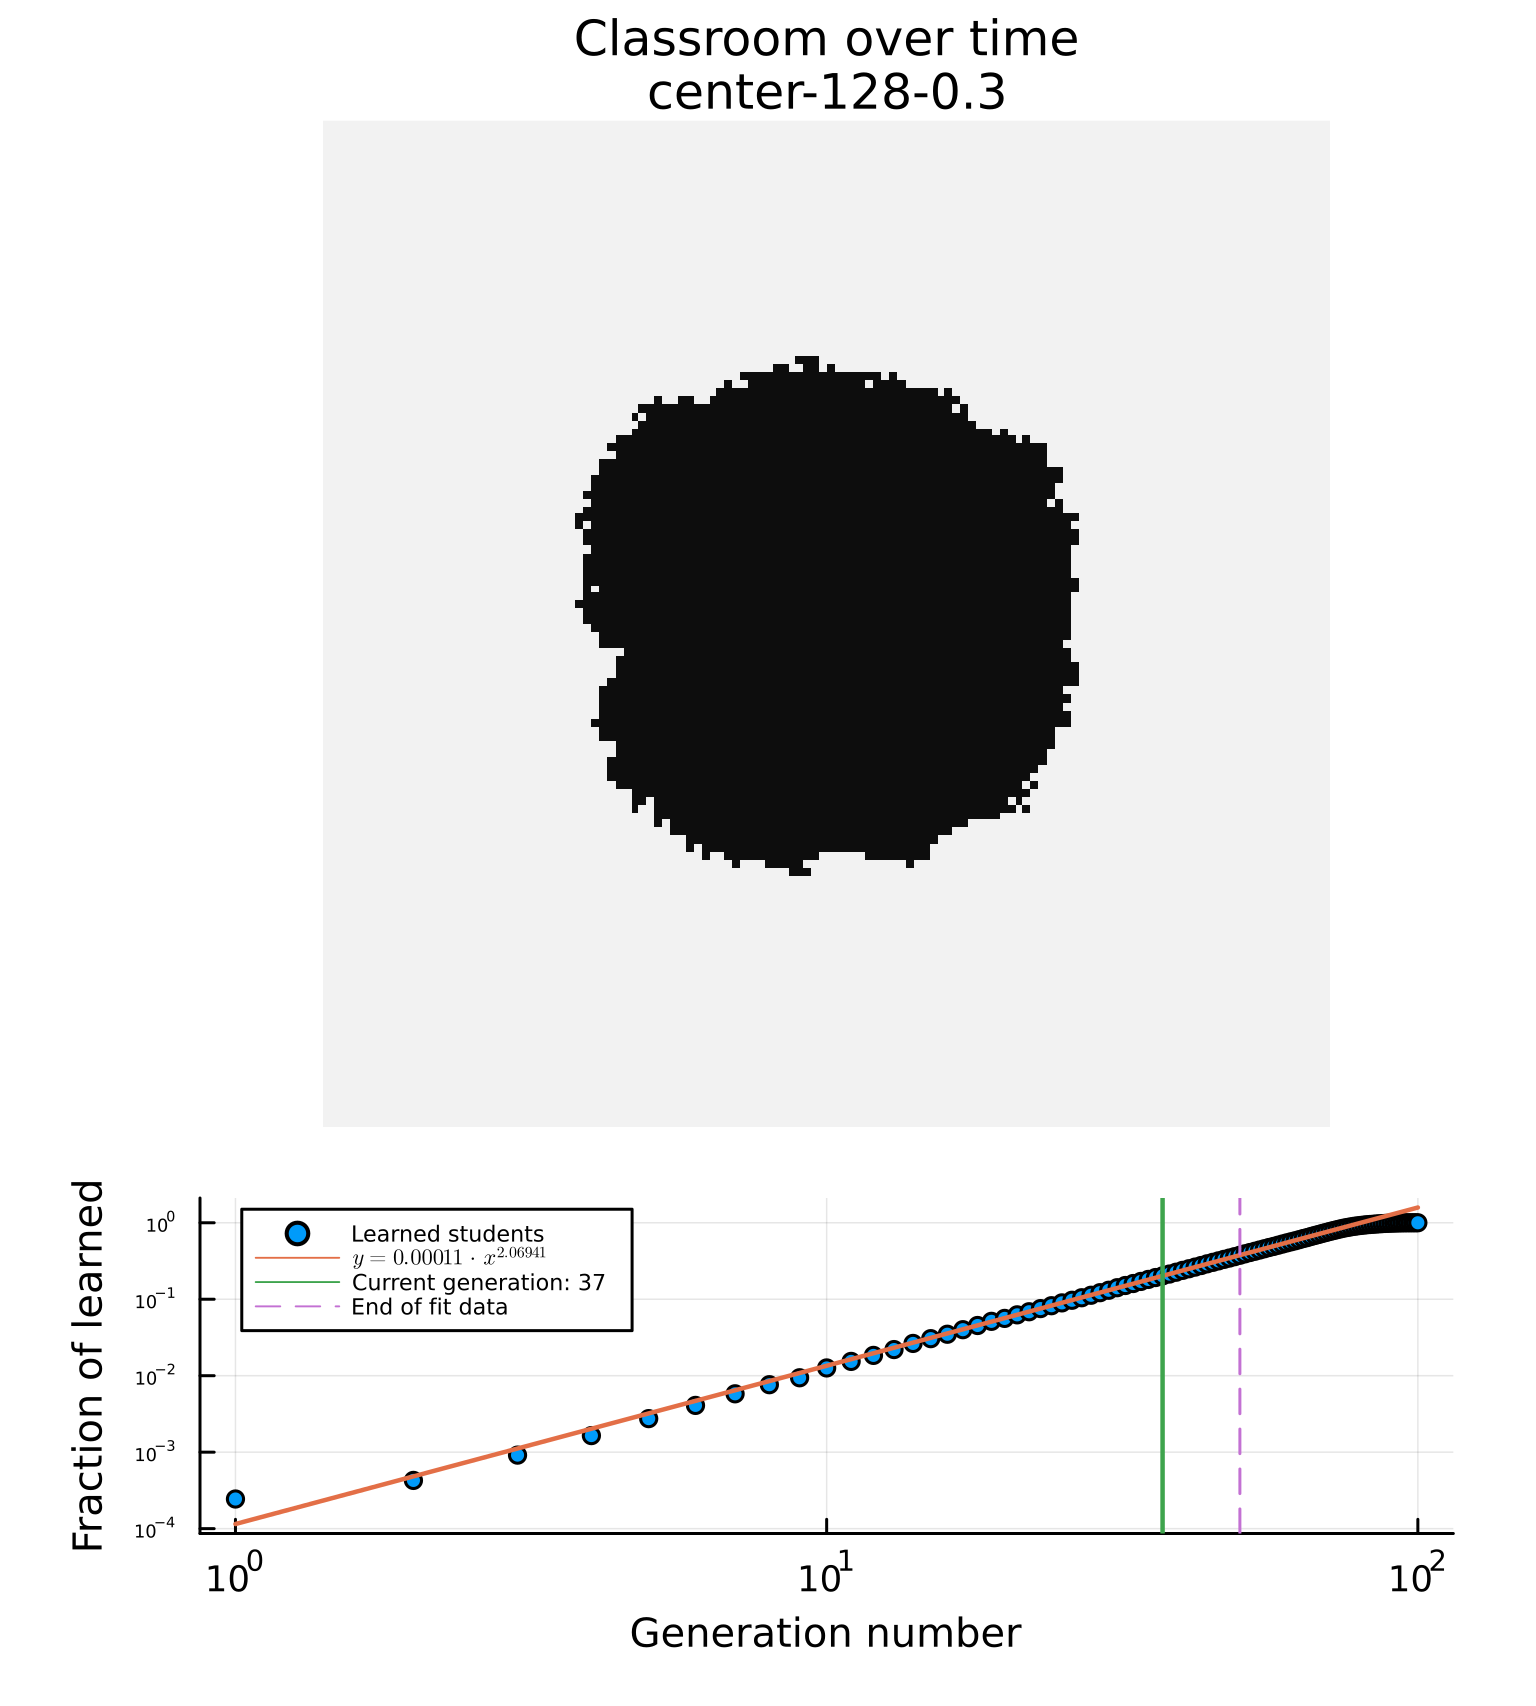 Classroom over time
center-128-0.3
Fraction of learned
10^0
10^-1
10^-2
10^-3
10^-4
Learned students
y = 0.00011 · x^2.06941
Current generation: 37
End of fit data
10^0 10^1 10^2
Generation number